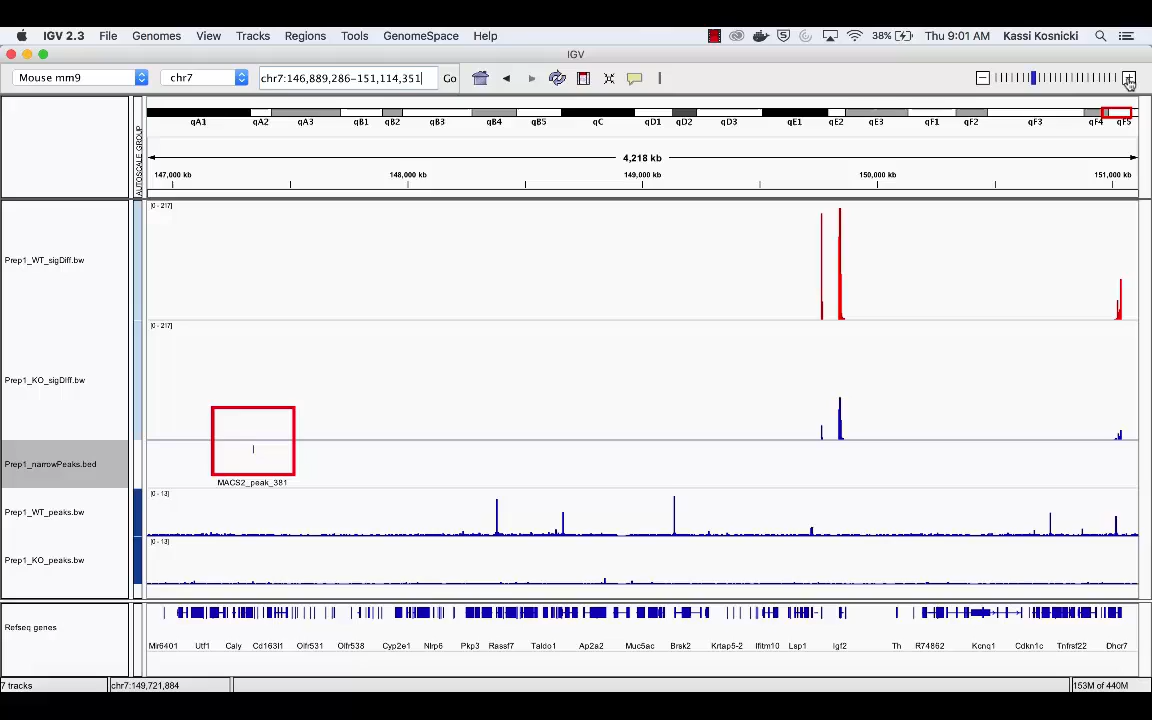 IGV 2.3 File Genomes View Tracks Regions Tools GenomeSpace Help 38% Thu 9:01 AM Kassi Kosnicki
IGV
Mouse mm9 chr7 chr7:146,889,286-151,114,351 Go
qA1 qA2 qA3 qB1 qB2 qB3 qB4 qB5 qC qD1 qD2 qD3 qE1 qE2 qE3 qF1 qF2 qF3 qF4 qF5
AUTOSCALE GROUP
4,218 kb
147,000 kb 148,000 kb 149,000 kb 150,000 kb 151,000 kb
[0-217]
Prep1_WT_sigDiff.bw
[0-217]
Prep1_KO_sigDIff.bw
Prep1_narrowPeaks.bed
MACS2_peak_381
[0-13]
Prep1_WT_peaks.bw
[0-13]
Prep1_KO_peaks.bw
Refseq genes
Mir6401 Utf1 Caly Cd163l1 Olfr531 Olfr538 Cyp2e1 Nlrp6 Pkp3 Rassf7 Taldo1 Ap2a2 Muc5ac Brsk2 Krtap5-2 Ifitm10 Lsp1 Igf2 Th R74862 Kcnq1 Cdkn1c Tnfrsf22 Dhcr7
7 tracks chr7:149,721,884 153M of 440M